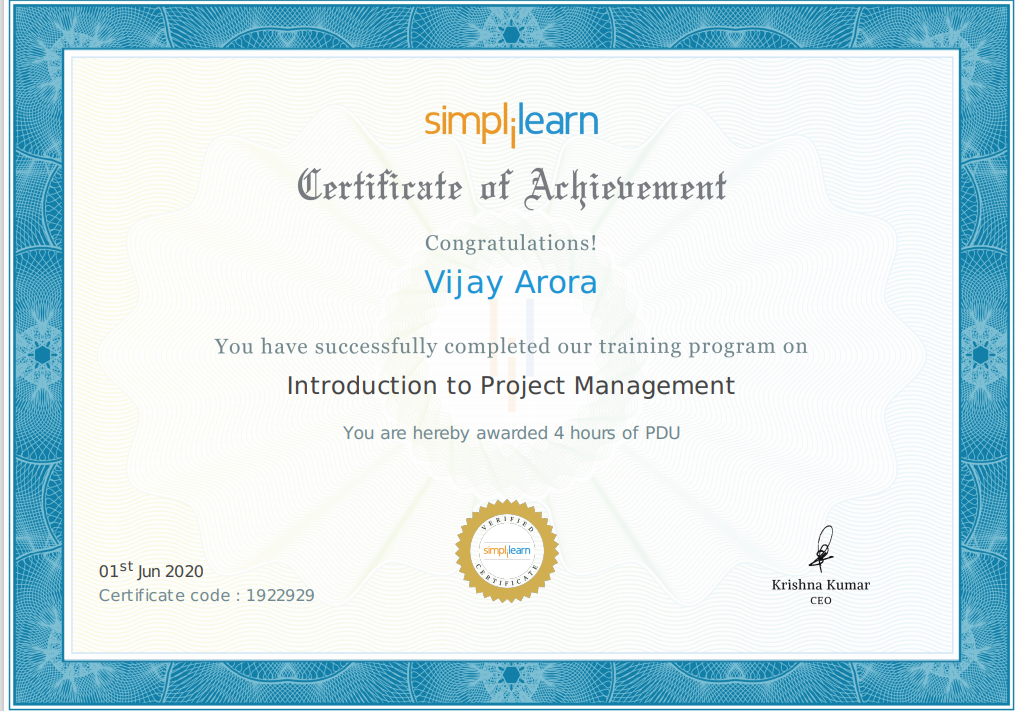 simplilearn
Certificate of Achievement
Congratulations!
Vijay Arora
You have successfully completed our training program on
Introduction to Project Management
You are hereby awarded 4 hours of PDU
VERIFIED
simplilearn
CERTIFICATE
01st Jun 2020
Certificate code : 1922929
Krishna Kumar
CEO